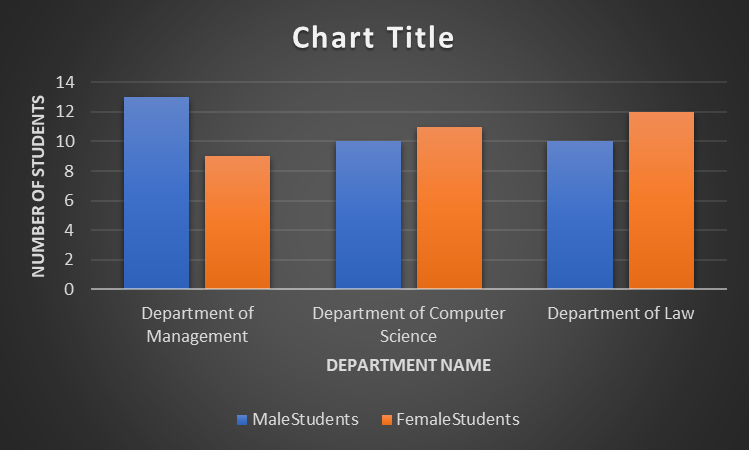 Chart Title
14
12
10
8
6
4
2
0
NUMBER OF STUDENTS
Department of
Management
Department of Computer
Science
Department of Law
DEPARTMENT NAME
MaleStudents
FemaleStudents